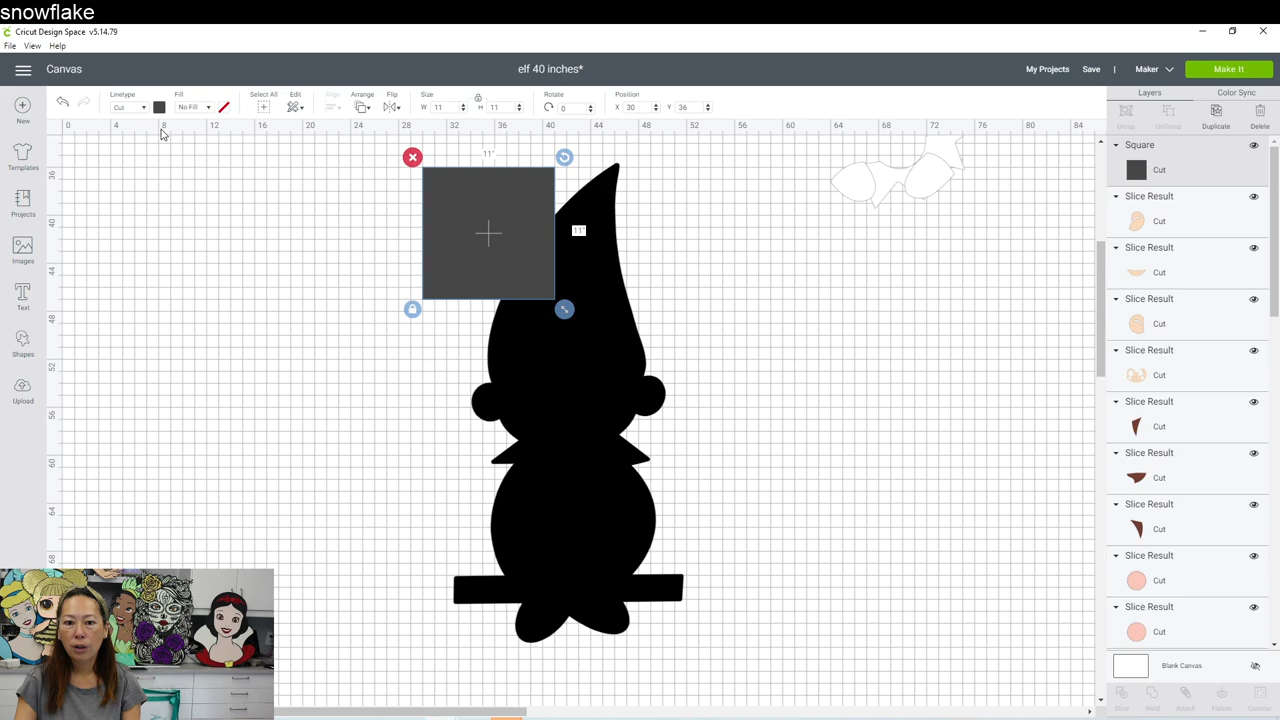 snowflake
Cricut Design Space v5.14.79
File View Help
Canvas
elf 40 inches*
My Projects Save Maker Make It
Linetype Fill Select All Edit Align Arrange Flip Size Rotate Position
Cut No Fill W 11 H 11 0 X 30 Y 36
0 4 8 12 16 20 24 28 32 36 40 44 48 52 56 60 64 68 72 76 80 84
36
40
44
48
52
56
60
64
68
11"
11"
New
Templates
Projects
Images
Text
Shapes
Upload
Layers Color Sync
Group UnGroup Duplicate Delete
Square
Cut
Slice Result
Cut
Slice Result
Cut
Slice Result
Cut
Slice Result
Cut
Slice Result
Cut
Slice Result
Cut
Slice Result
Cut
Slice Result
Cut
Slice Result
Cut
Blank Canvas
Slice Weld Attach Flatten Contour